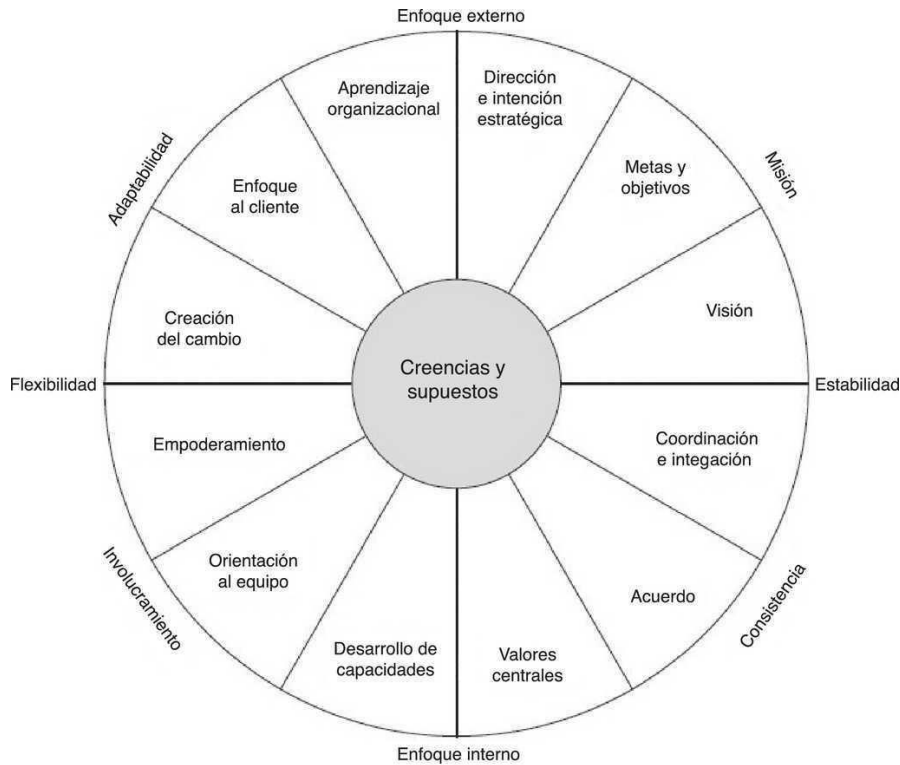 Enfoque externo
Aprendizaje
organizacional
Dirección
e intención
estratégica
Adaptabilidad
Enfoque
al cliente
Metas y
objetivos
Misión
Creación
del cambio
Visión
Flexibilidad
Creencias y
supuestos
Estabilidad
Empoderamiento
Coordinación
e integación
Involucramiento
Orientación
al equipo
Acuerdo
Consistencia
Desarrollo de
capacidades
Valores
centrales
Enfoque interno